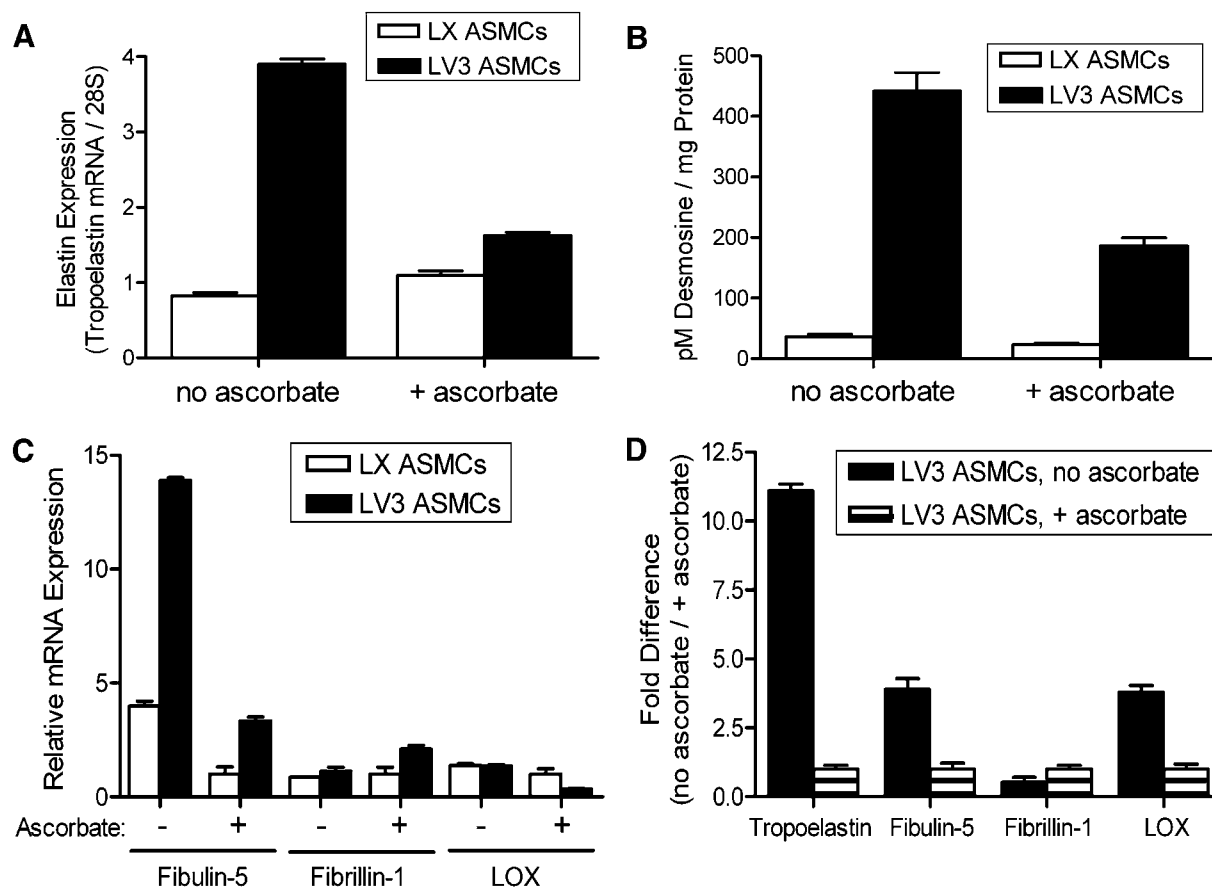 A
LX ASMCs
LV3 ASMCs
Elastin Expression
(Tropoelastin mRNA / 28S)
4
3
2
1
0
no ascorbate
+ ascorbate
B
LX ASMCs
LV3 ASMCs
pM Desmosine / mg Protein
500
400
300
200
100
0
no ascorbate
+ ascorbate
C
LX ASMCs
LV3 ASMCs
Relative mRNA Expression
15
10
5
0
Ascorbate: - + - + - +
Fibulin-5 Fibrillin-1 LOX
D
LV3 ASMCs, no ascorbate
LV3 ASMCs, + ascorbate
Fold Difference
(no ascorbate / + ascorbate)
12.5
10.0
7.5
5.0
2.5
0.0
Tropoelastin Fibulin-5 Fibrillin-1 LOX